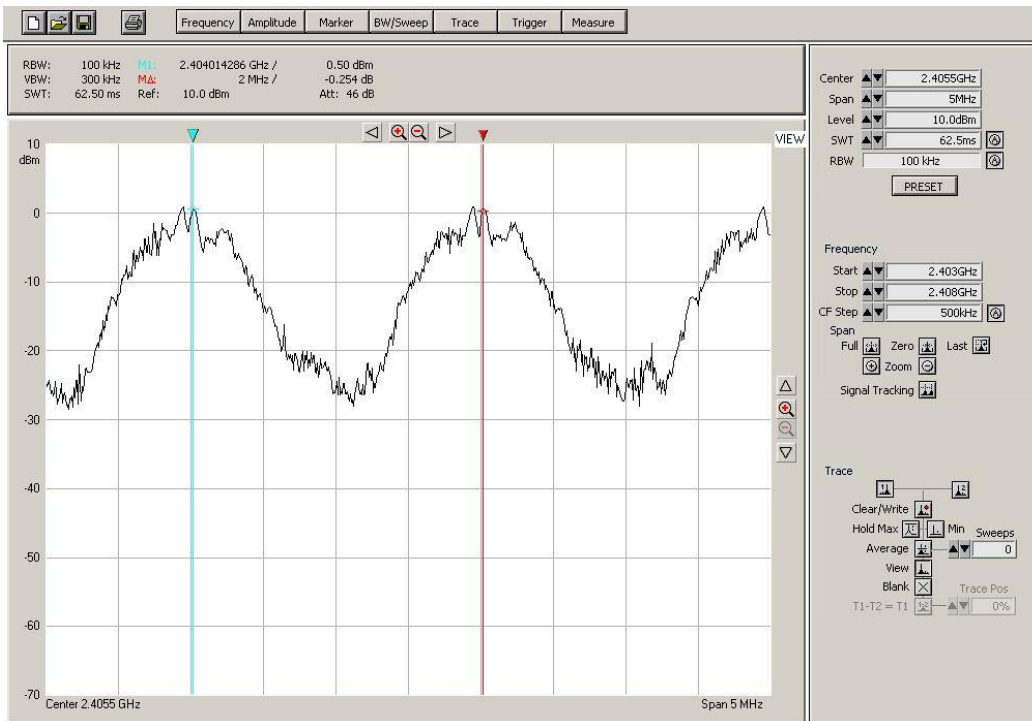 Frequency Amplitude Marker BW/Sweep Trace Trigger Measure
RBW: 100 kHz M1: 2.404014286 GHz / 0.50 dBm
VBW: 300 kHz MΔ: 2 MHz / -0.254 dB
SWT: 62.50 ms Ref: 10.0 dBm Att: 46 dB
VIEW
10
dBm
0
-10
-20
-30
-40
-50
-60
-70
Center 2.4055 GHz Span 5 MHz
Center 2.4055GHz
Span 5MHz
Level 10.0dBm
SWT 62.5ms
RBW 100 kHz
PRESET
Frequency
Start 2.403GHz
Stop 2.408GHz
CF Step 500kHz
Span
Full Zero Last
Zoom
Signal Tracking
Trace
1 2
Clear/Write
Hold Max Min Sweeps
Average 0
View
Blank Trace Pos
T1-T2 = T1 0%